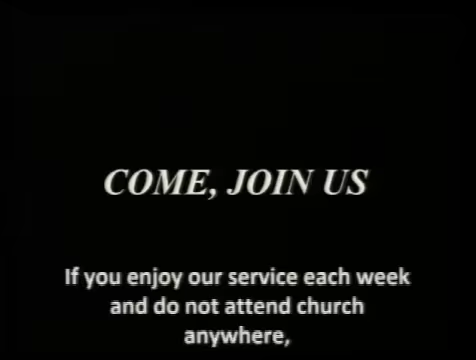 COME, JOIN US
If you enjoy our service each week
and do not attend church
anywhere,